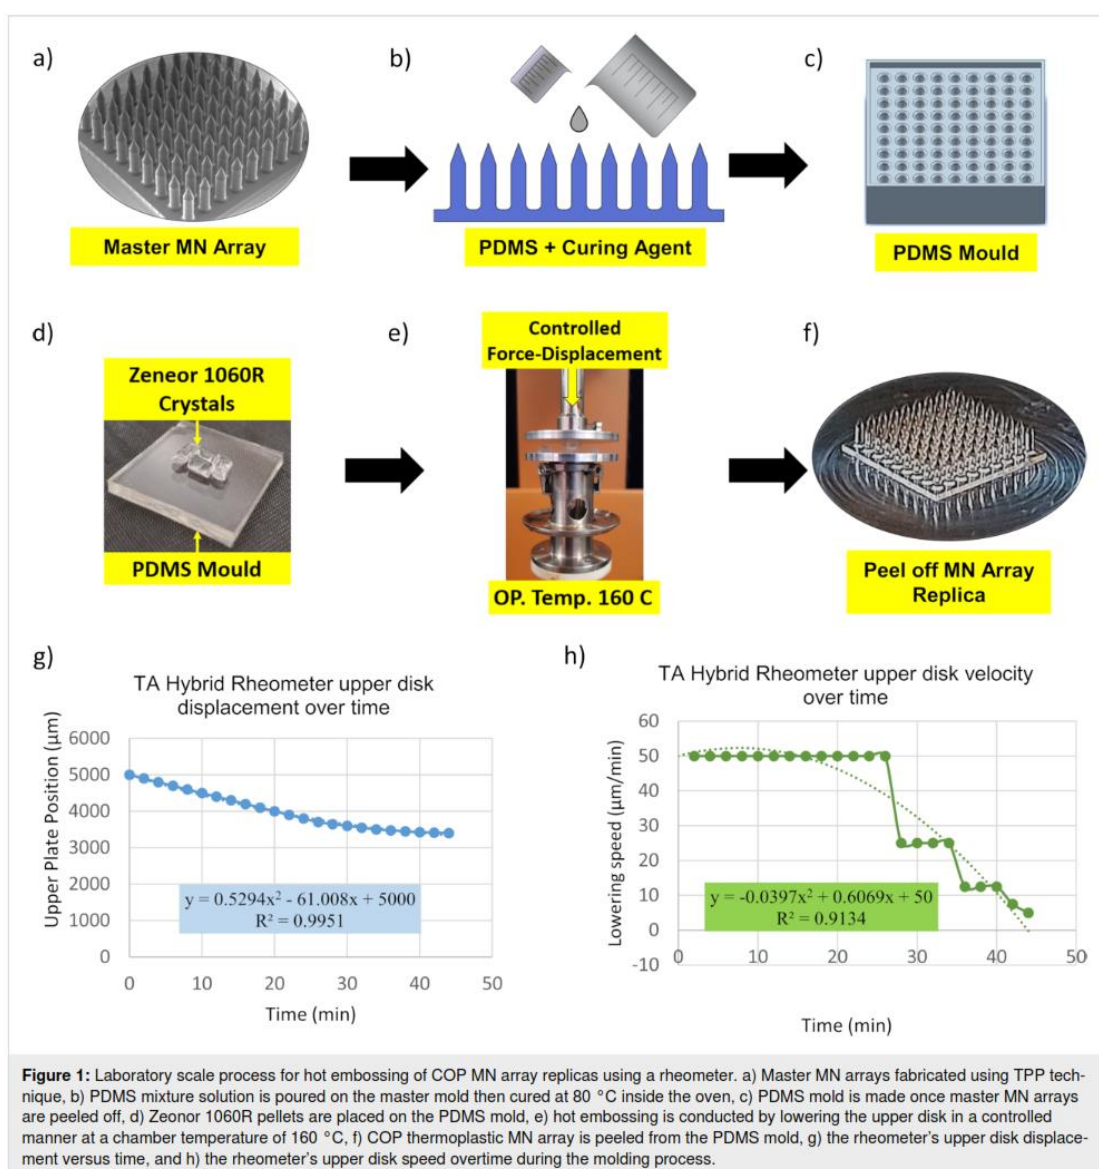 a)
b)
c)
Master MN Array
PDMS + Curing Agent
PDMS Mould
d)
e)
f)
Zeneor 1060R
Crystals
PDMS Mould
Controlled
Force-Displacement
OP. Temp. 160 C
Peel off MN Array
Replica
g)
TA Hybrid Rheometer upper disk
displacement over time
Upper Plate Position (µm)
6000
5000
4000
3000
2000
1000
0
y = 0.5294x² - 61.008x + 5000
R² = 0.9951
0 10 20 30 40 50
Time (min)
h)
TA Hybrid Rheometer upper disk velocity
over time
Lowering speed (µm/min)
60
50
40
30
20
10
0
-10
y = -0.0397x² + 0.6069x + 50
R² = 0.9134
0 10 20 30 40 50
Time (min)
Figure 1: Laboratory scale process for hot embossing of COP MN array replicas using a rheometer. a) Master MN arrays fabricated using TPP tech-
nique, b) PDMS mixture solution is poured on the master mold then cured at 80 °C inside the oven, c) PDMS mold is made once master MN arrays
are peeled off, d) Zeonor 1060R pellets are placed on the PDMS mold, e) hot embossing is conducted by lowering the upper disk in a controlled
manner at a chamber temperature of 160 °C, f) COP thermoplastic MN array is peeled from the PDMS mold, g) the rheometer's upper disk displace-
ment versus time, and h) the rheometer's upper disk speed overtime during the molding process.